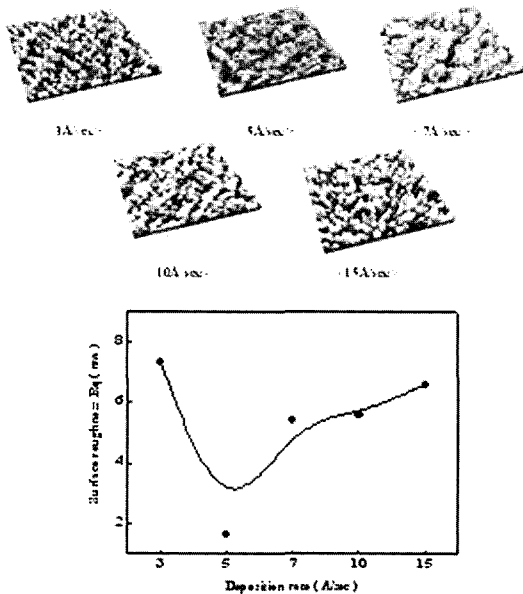 3Å/sec
5Å/sec
7Å/sec
10Å/sec
15Å/sec
8
6
4
2
Surface roughness Rq ( nm )
3 5 7 10 15
Deposition rate ( Å/sec )